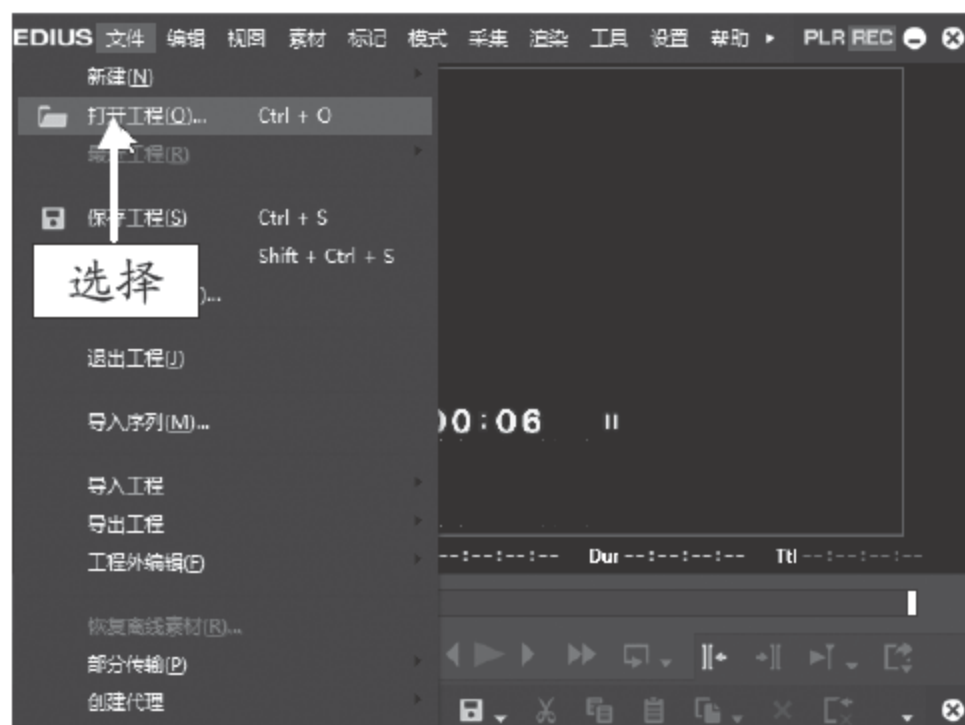 EDIUS 文件 编辑 视图 素材 标记 模式 采集 渲染 工具 设置 帮助 PLR REC
新建(N)
打开工程(O)... Ctrl + O
工程(R)
保存工程(S) Ctrl + S
Shift + Ctrl + S
选择
)...
退出工程(J)
导入序列(M)...
00:06
导入工程
导出工程
工程外编辑(F)
--:--:--:-- Dur --:--:--:-- Ttl --:--:--:--
恢复离线素材(R)...
部分传输(P)
创建代理